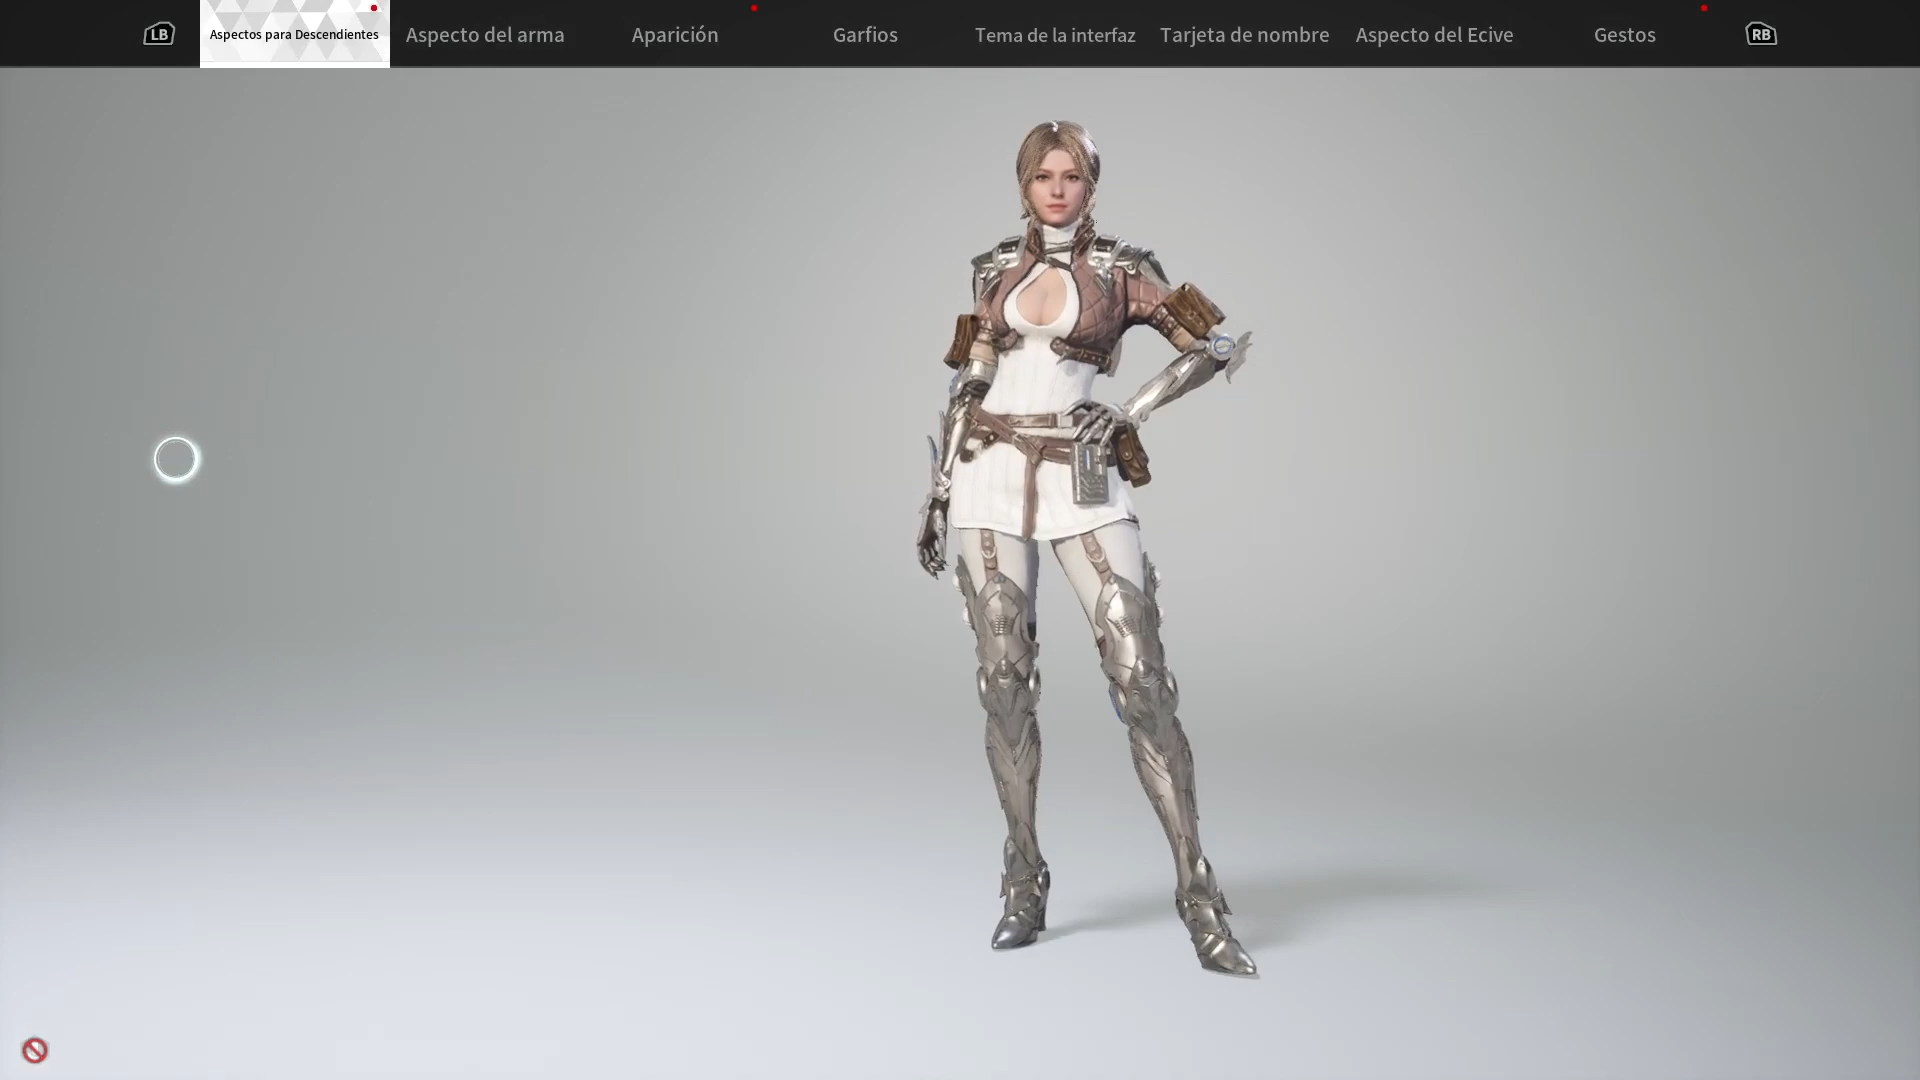 LB
Aspectos para Descendientes
Aspecto del arma
Aparición
Garfios
Tema de la interfaz
Tarjeta de nombre
Aspecto del Ecive
Gestos
RB